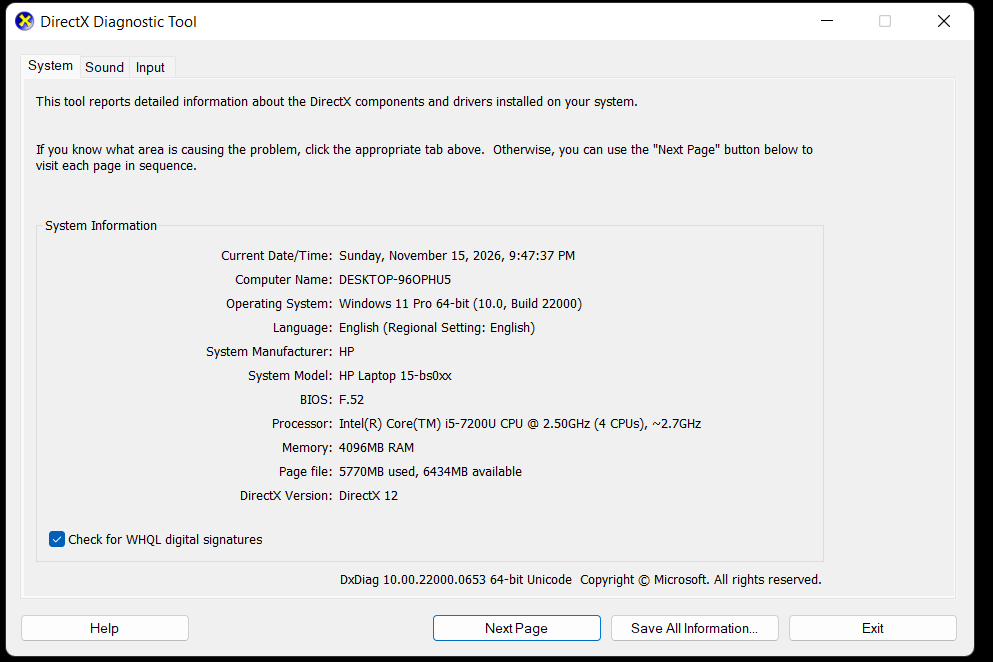 DirectX Diagnostic Tool
System Sound Input
This tool reports detailed information about the DirectX components and drivers installed on your system.
If you know what area is causing the problem, click the appropriate tab above.  Otherwise, you can use the "Next Page" button below to
visit each page in sequence.
System Information
Current Date/Time: Sunday, November 15, 2026, 9:47:37 PM
Computer Name: DESKTOP-96OPHU5
Operating System: Windows 11 Pro 64-bit (10.0, Build 22000)
Language: English (Regional Setting: English)
System Manufacturer: HP
System Model: HP Laptop 15-bs0xx
BIOS: F.52
Processor: Intel(R) Core(TM) i5-7200U CPU @ 2.50GHz (4 CPUs), ~2.7GHz
Memory: 4096MB RAM
Page file: 5770MB used, 6434MB available
DirectX Version: DirectX 12
Check for WHQL digital signatures
DxDiag 10.00.22000.0653 64-bit Unicode  Copyright © Microsoft. All rights reserved.
Help Next Page Save All Information... Exit